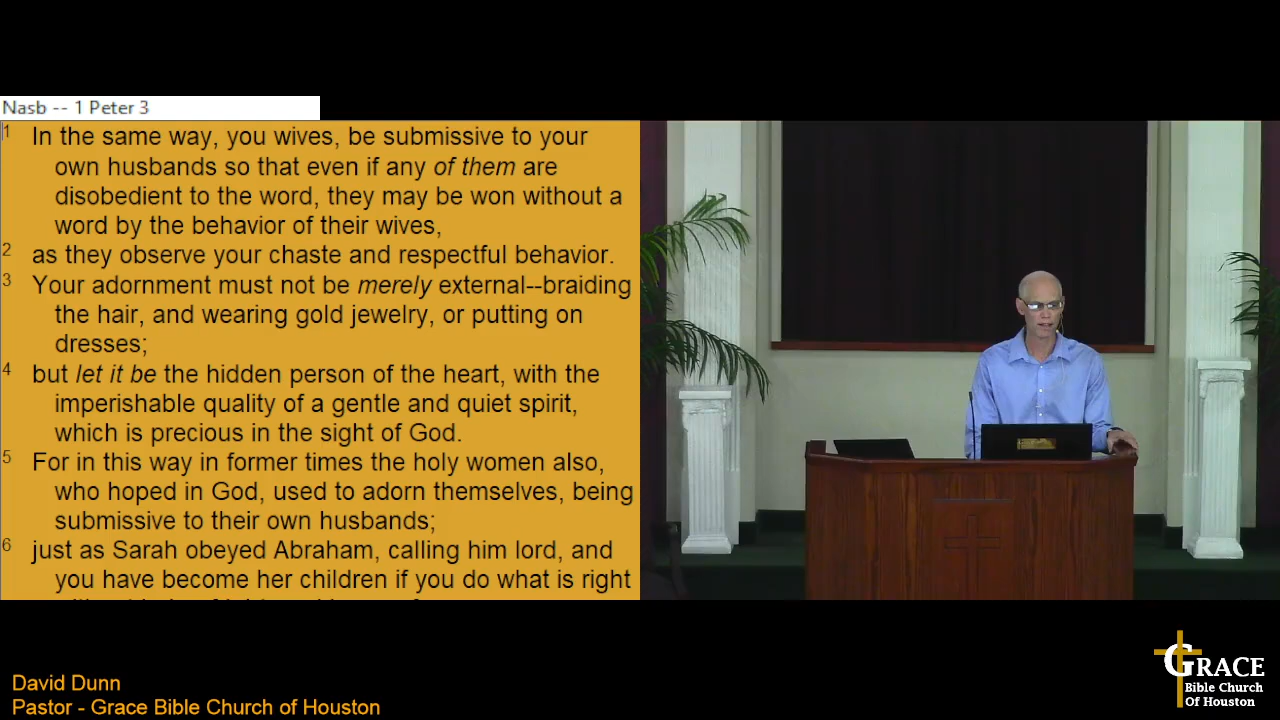 Nasb -- 1 Peter 3
1 In the same way, you wives, be submissive to your
own husbands so that even if any of them are
disobedient to the word, they may be won without a
word by the behavior of their wives,
2 as they observe your chaste and respectful behavior.
3 Your adornment must not be merely external--braiding
the hair, and wearing gold jewelry, or putting on
dresses;
4 but let it be the hidden person of the heart, with the
imperishable quality of a gentle and quiet spirit,
which is precious in the sight of God.
5 For in this way in former times the holy women also,
who hoped in God, used to adorn themselves, being
submissive to their own husbands;
6 just as Sarah obeyed Abraham, calling him lord, and
you have become her children if you do what is right
David Dunn
Pastor - Grace Bible Church of Houston
GRACE
Bible Church
Of Houston